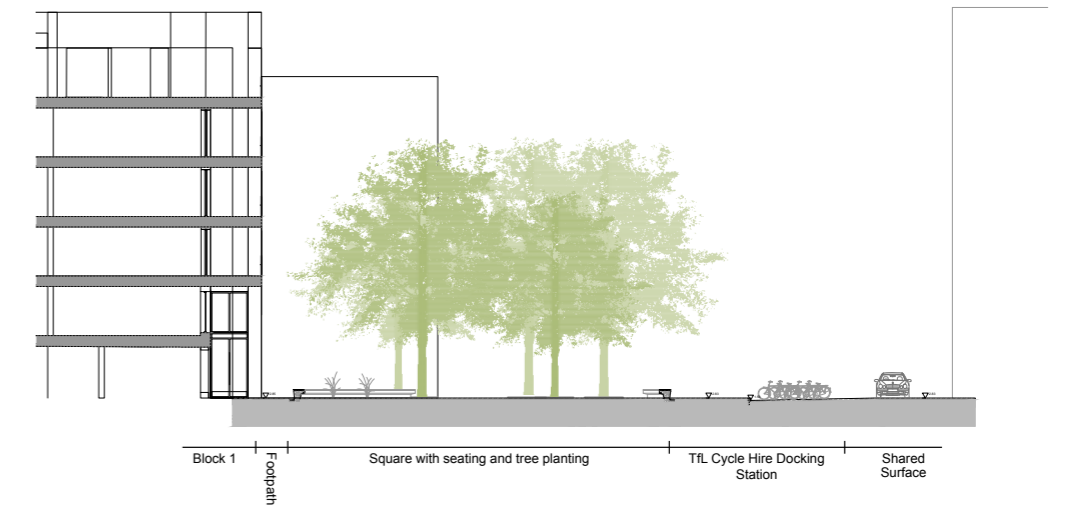 Block 1
Footpath
Square with seating and tree planting
TfL Cycle Hire Docking
Station
Shared
Surface